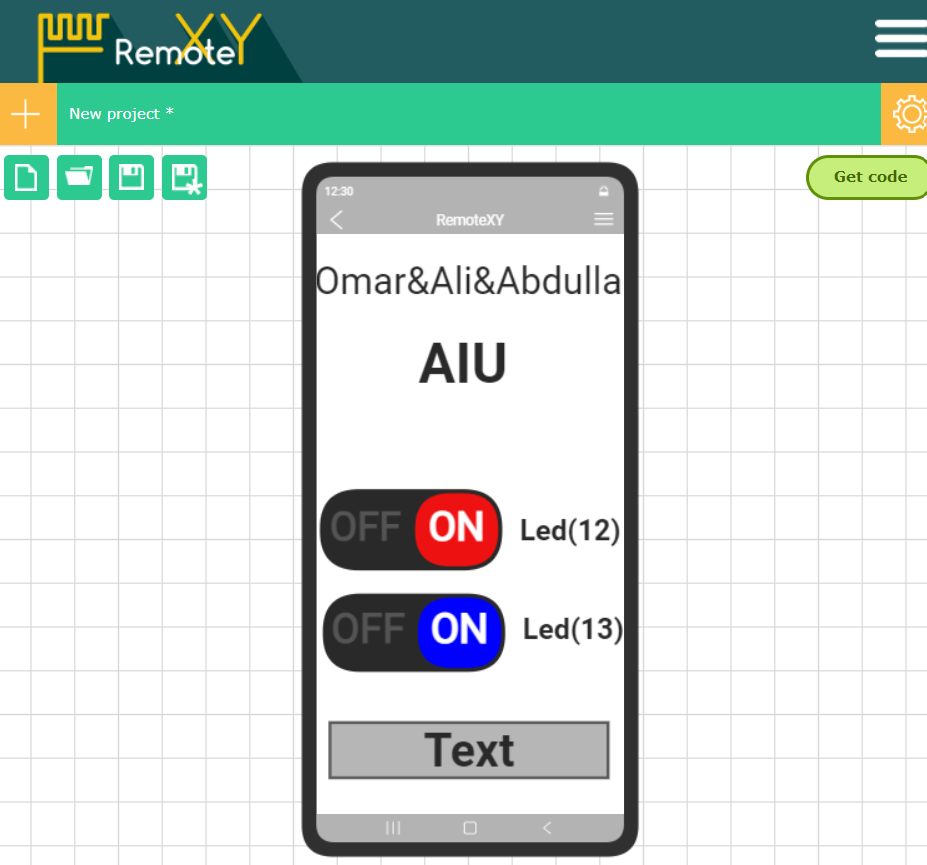 RemoteXY
New project *
Get code
12:30
RemoteXY
Omar&Ali&Abdulla
AIU
OFF ON Led(12)
OFF ON Led(13)
Text